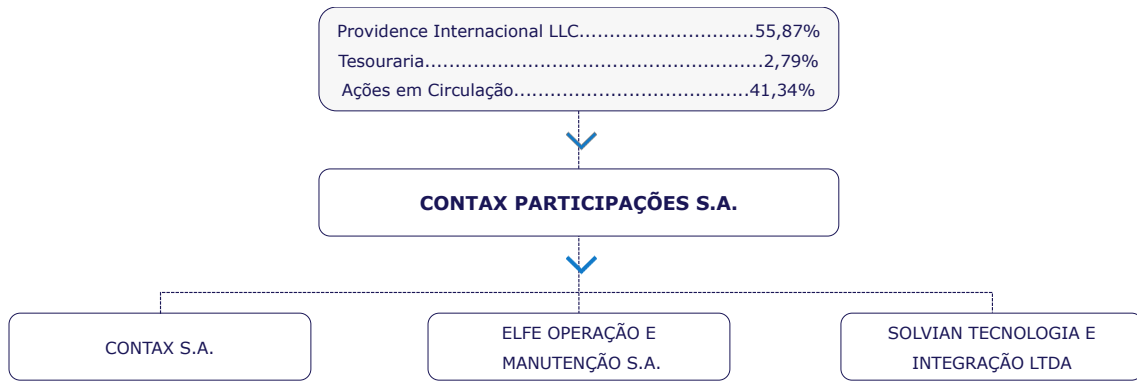 Providence Internacional LLC............................55,87%
Tesouraria......................................................2,79%
Ações em Circulação......................................41,34%
CONTAX PARTICIPAÇÕES S.A.
CONTAX S.A.
ELFE OPERAÇÃO E
MANUTENÇÃO S.A.
SOLVIAN TECNOLOGIA E
INTEGRAÇÃO LTDA